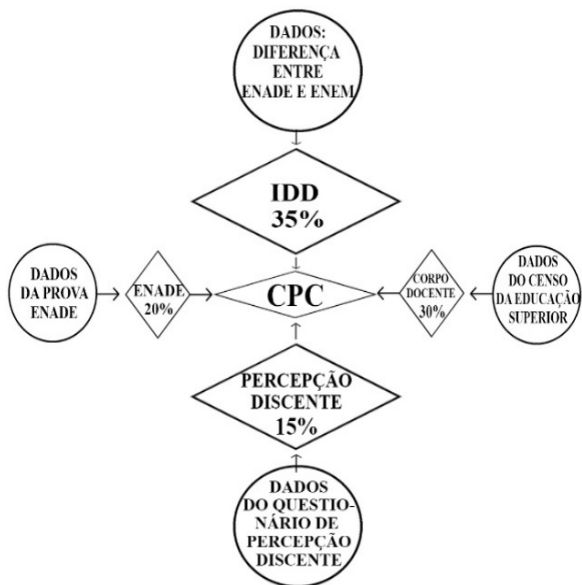 DADOS:
DIFERENÇA
ENTRE
ENADE E ENEM
IDD
35%
DADOS
DA PROVA
ENADE
ENADE
20%
CPC
CORPO
DOCENTE
30%
DADOS
DO CENSO
DA EDUCAÇÃO
SUPERIOR
PERCEPÇÃO
DISCENTE
15%
DADOS
DO QUESTIO-
NÁRIO DE
PERCEPÇÃO
DISCENTE